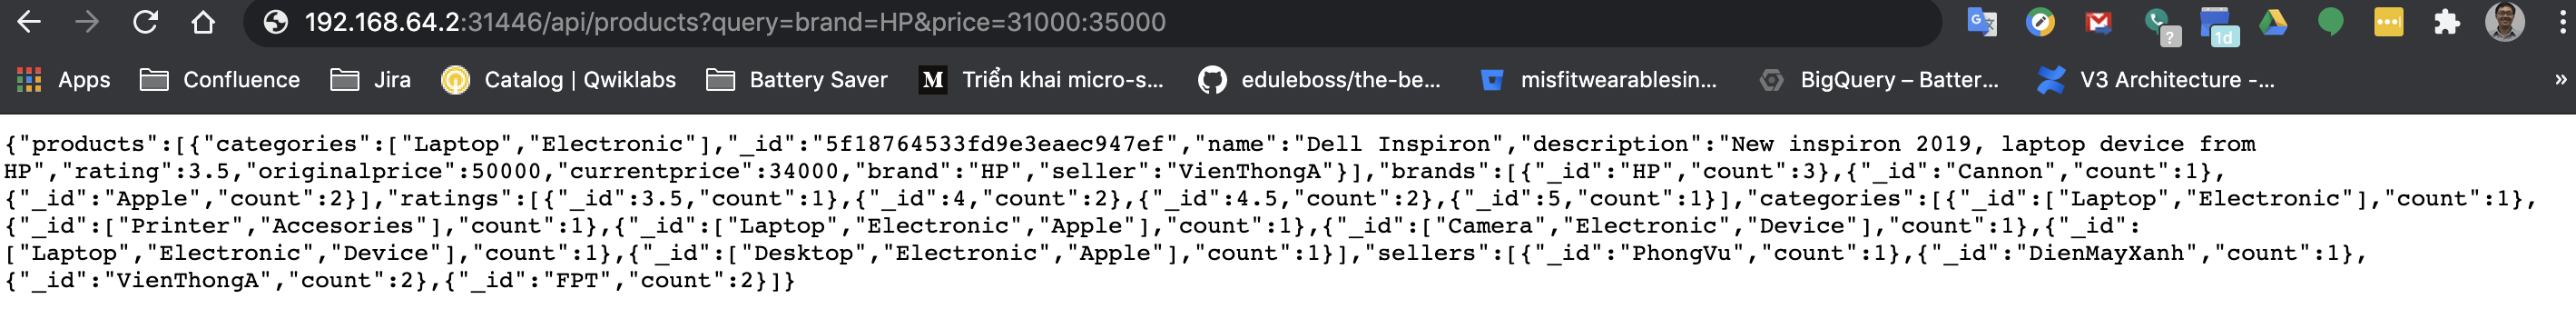 192.168.64.2:31446/api/products?query=brand=HP&price=31000:35000
?
1d
Apps Confluence Jira Catalog | Qwiklabs Battery Saver M Triển khai micro-s... eduleboss/the-be... misfitwearablesin... BigQuery – Batter... V3 Architecture -... »
{"products":[{"categories":["Laptop","Electronic"],"_id":"5f18764533fd9e3eaec947ef","name":"Dell Inspiron","description":"New inspiron 2019, laptop device from
HP","rating":3.5,"originalprice":50000,"currentprice":34000,"brand":"HP","seller":"VienThongA"}],"brands":[{"_id":"HP","count":3},{"_id":"Cannon","count":1},
{"_id":"Apple","count":2}],"ratings":[{"_id":3.5,"count":1},{"_id":4,"count":2},{"_id":4.5,"count":2},{"_id":5,"count":1}],"categories":[{"_id":["Laptop","Electronic"],"count":1},
{"_id":["Printer","Accesories"],"count":1},{"_id":["Laptop","Electronic","Apple"],"count":1},{"_id":["Camera","Electronic","Device"],"count":1},{"_id":
["Laptop","Electronic","Device"],"count":1},{"_id":["Desktop","Electronic","Apple"],"count":1}],"sellers":[{"_id":"PhongVu","count":1},{"_id":"DienMayXanh","count":1},
{"_id":"VienThongA","count":2},{"_id":"FPT","count":2}]}